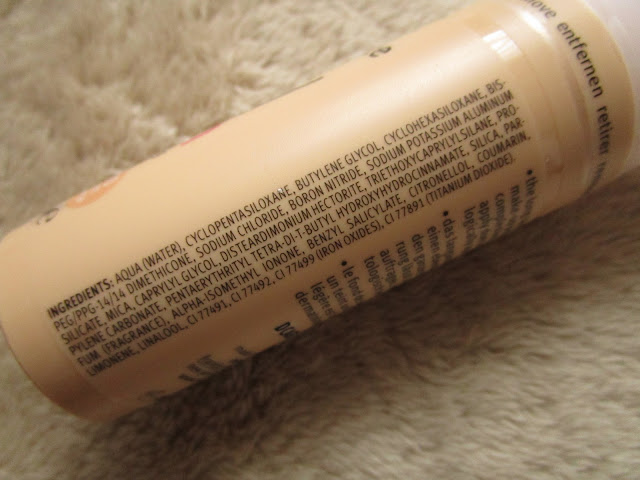 INGREDIENTS: AQUA (WATER), CYCLOPENTASILOXANE, BUTYLENE GLYCOL, CYCLOHEXASILOXANE, BIS-
PEG/PPG-14/14 DIMETHICONE, SODIUM CHLORIDE, BORON NITRIDE, SODIUM POTASSIUM ALUMINUM
SILICATE, MICA, CAPRYLYL GLYCOL, DISTEARDIMONIUM HECTORITE, TRIETHOXYCAPRYLYLSILANE, PRO-
PYLENE CARBONATE, PENTAERYTHRITYL TETRA-DI-T-BUTYL HYDROXYHYDROCINNAMATE, SILICA, PAR-
FUM (FRAGRANCE), ALPHA-ISOMETHYL IONONE, BENZYL SALICYLATE, CITRONELLOL, COUMARIN,
LIMONENE, LINALOOL, CI 77491, CI 77492, CI 77499 (IRON OXIDES), CI 77891 (TITANIUM DIOXIDE).
entfernen retirer